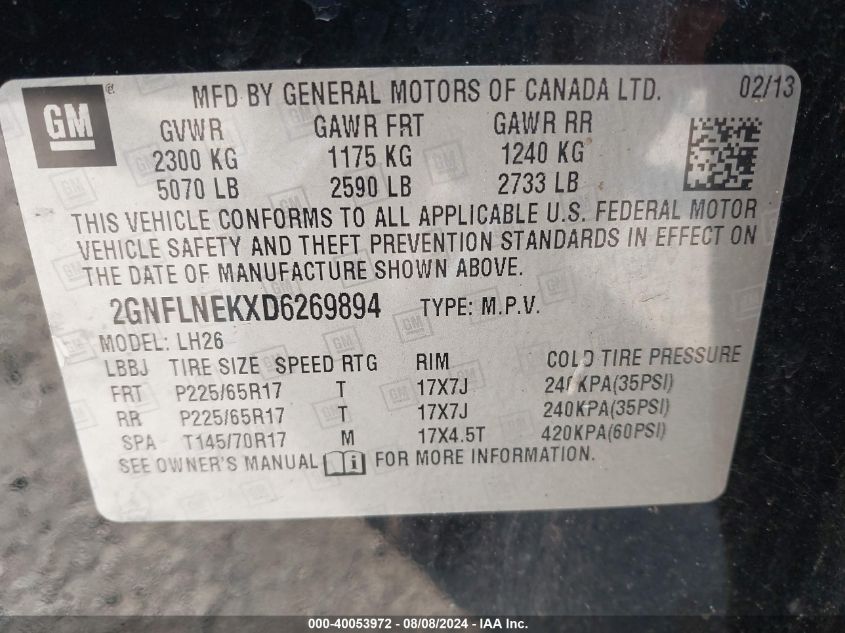 GM ®
MFD BY GENERAL MOTORS OF CANADA LTD. 02/13
GVWR GAWR FRT GAWR RR
2300 KG 1175 KG 1240 KG
5070 LB 2590 LB 2733 LB
THIS VEHICLE CONFORMS TO ALL APPLICABLE U.S. FEDERAL MOTOR
VEHICLE SAFETY AND THEFT PREVENTION STANDARDS IN EFFECT ON
THE DATE OF MANUFACTURE SHOWN ABOVE.
2GNFLNEKXD6269894 TYPE: M.P.V.
MODEL: LH26
LBBJ TIRE SIZE SPEED RTG RIM COLD TIRE PRESSURE
FRT P225/65R17 T 17X7J 240KPA(35PSI)
RR P225/65R17 T 17X7J 240KPA(35PSI)
SPA T145/70R17 M 17X4.5T 420KPA(60PSI)
SEE OWNER'S MANUAL i FOR MORE INFORMATION.
000-40053972 - 08/08/2024 - IAA Inc.